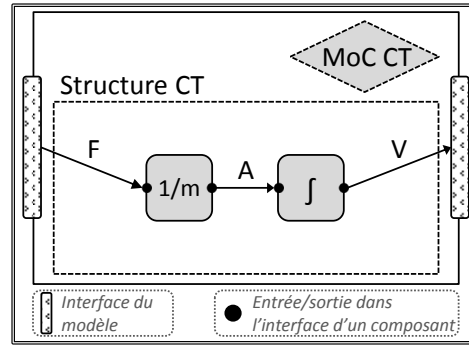 MoC CT
Structure CT
F
1/m
A
∫
V
Interface du
modèle
Entrée/sortie dans
l'interface d'un composant